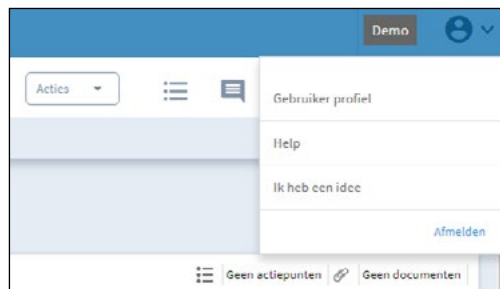 Demo
Acties
Gebruiker profiel
Help
Ik heb een idee
Afmelden
Geen actiepunten Geen documenten